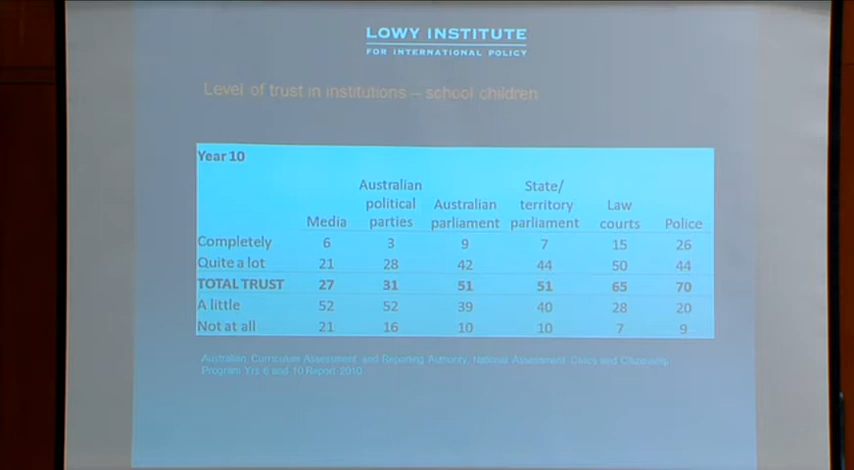 LOWY INSTITUTE
FOR INTERNATIONAL POLICY
Level of trust in institutions – school children
Year 10
Media Australian political parties Australian parliament State/ territory parliament Law courts Police
Completely 6 3 9 7 15 26
Quite a lot 21 28 42 44 50 44
TOTAL TRUST 27 31 51 51 65 70
A little 52 52 39 40 28 20
Not at all 21 16 10 10 7 9
Australian Curriculum Assessment and Reporting Authority, National Assessment Civics and Citizenship
Program Yrs 6 and 10 Report 2010